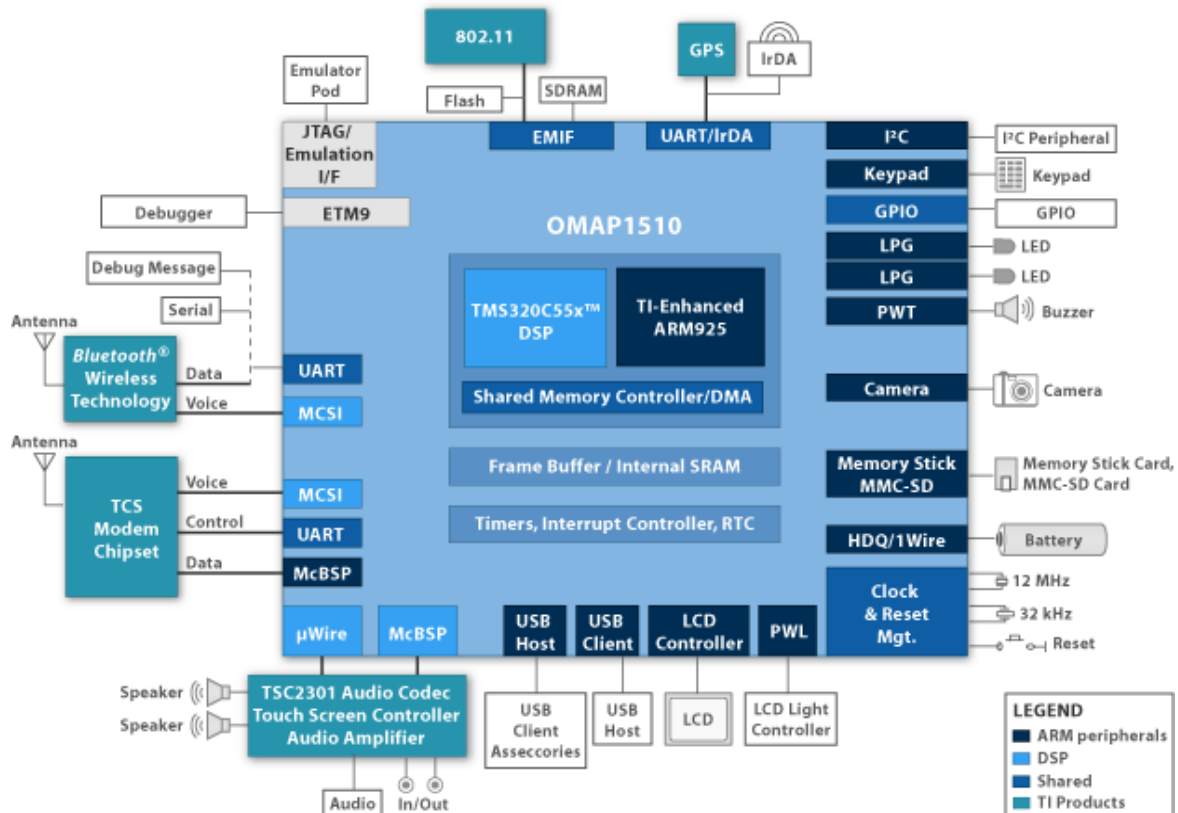 802.11
GPS
IrDA
Emulator
Pod
Flash
SDRAM
JTAG/
Emulation
I/F
EMIF
UART/IrDA
I²C
I²C Peripheral
Keypad
Keypad
Debugger
ETM9
GPIO
GPIO
OMAP1510
LPG
LED
Debug Message
LPG
LED
Serial
TMS320C55x™
DSP
TI-Enhanced
ARM925
PWT
Buzzer
Antenna
Bluetooth®
Wireless
Technology
Data
UART
Voice
MCSI
Shared Memory Controller/DMA
Camera
Camera
Antenna
Frame Buffer / Internal SRAM
Memory Stick
MMC-SD
Memory Stick Card,
MMC-SD Card
TCS
Modem
Chipset
Voice
MCSI
Control
UART
Data
McBSP
Timers, Interrupt Controller, RTC
HDQ/1Wire
Battery
Clock
& Reset
Mgt.
12 MHz
32 kHz
Reset
µWire
McBSP
USB
Host
USB
Client
LCD
Controller
PWL
Speaker
Speaker
TSC2301 Audio Codec
Touch Screen Controller
Audio Amplifier
USB
Client
Asseccories
USB
Host
LCD
LCD Light
Controller
Audio
In/Out
LEGEND
ARM peripherals
DSP
Shared
TI Products